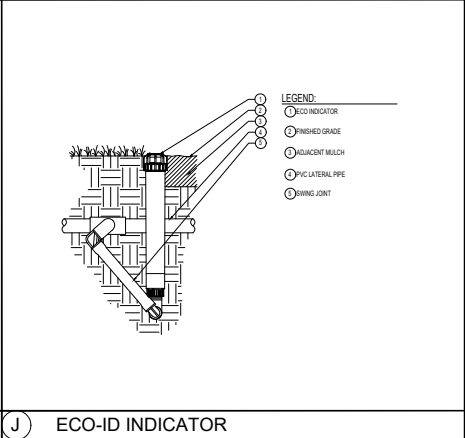 1
2
3
4
5
LEGEND:
1 ECO INDICATOR
2 FINISHED GRADE
3 ADJACENT MULCH
4 PVC LATERAL PIPE
5 SWING JOINT
J ECO-ID INDICATOR